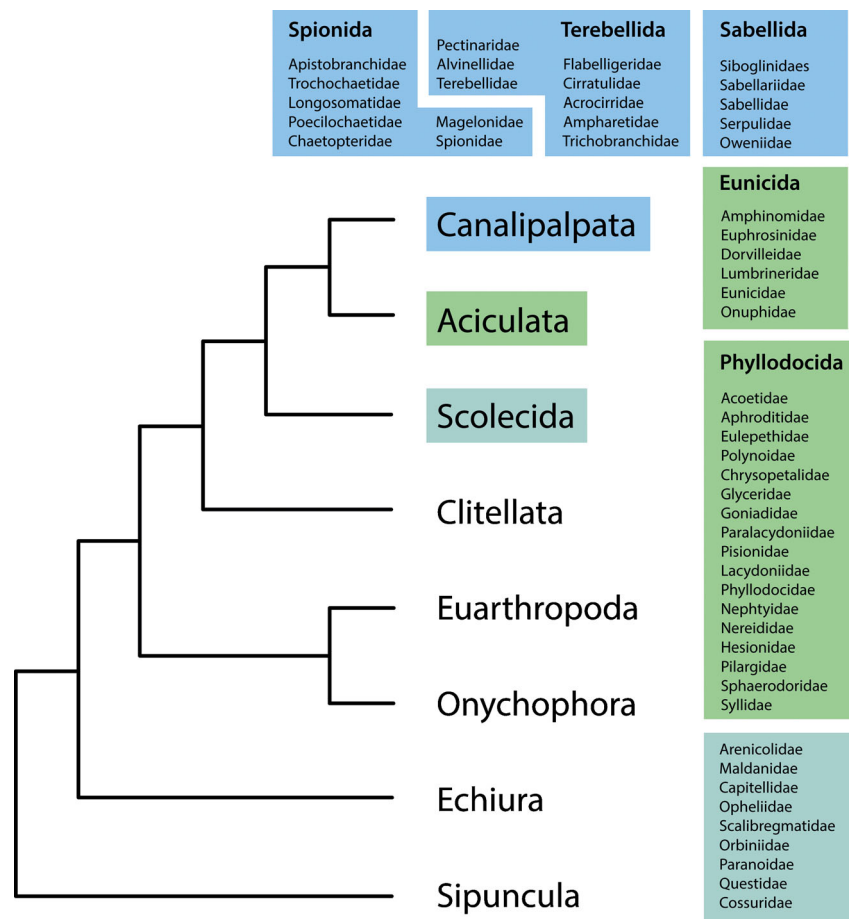 Spionida
Apistobranchidae
Trochochaetidae
Longosomatidae
Poecilochaetidae
Chaetopteridae
Pectinaridae
Alvinellidae
Terebellidae
Magelonidae
Spionidae
Terebellida
Flabelligeridae
Cirratulidae
Acrocirridae
Ampharetidae
Trichobranchidae
Sabellida
Siboglinidaes
Sabellariidae
Sabellidae
Serpulidae
Oweniidae
Canalipalpata
Aciculata
Scolecida
Clitellata
Euarthropoda
Onychophora
Echiura
Sipuncula
Eunicida
Amphinomidae
Euphrosinidae
Dorvilleidae
Lumbrineridae
Eunicidae
Onuphidae
Phyllodocida
Acoetidae
Aphroditidae
Eulepethidae
Polynoidae
Chrysopetalidae
Glyceridae
Goniadidae
Paralacydoniidae
Pisionidae
Lacydoniidae
Phyllodocidae
Nephtyidae
Nereididae
Hesionidae
Pilargidae
Sphaerodoridae
Syllidae
Arenicolidae
Maldanidae
Capitellidae
Opheliidae
Scalibregmatidae
Orbiniidae
Paranoidae
Questidae
Cossuridae